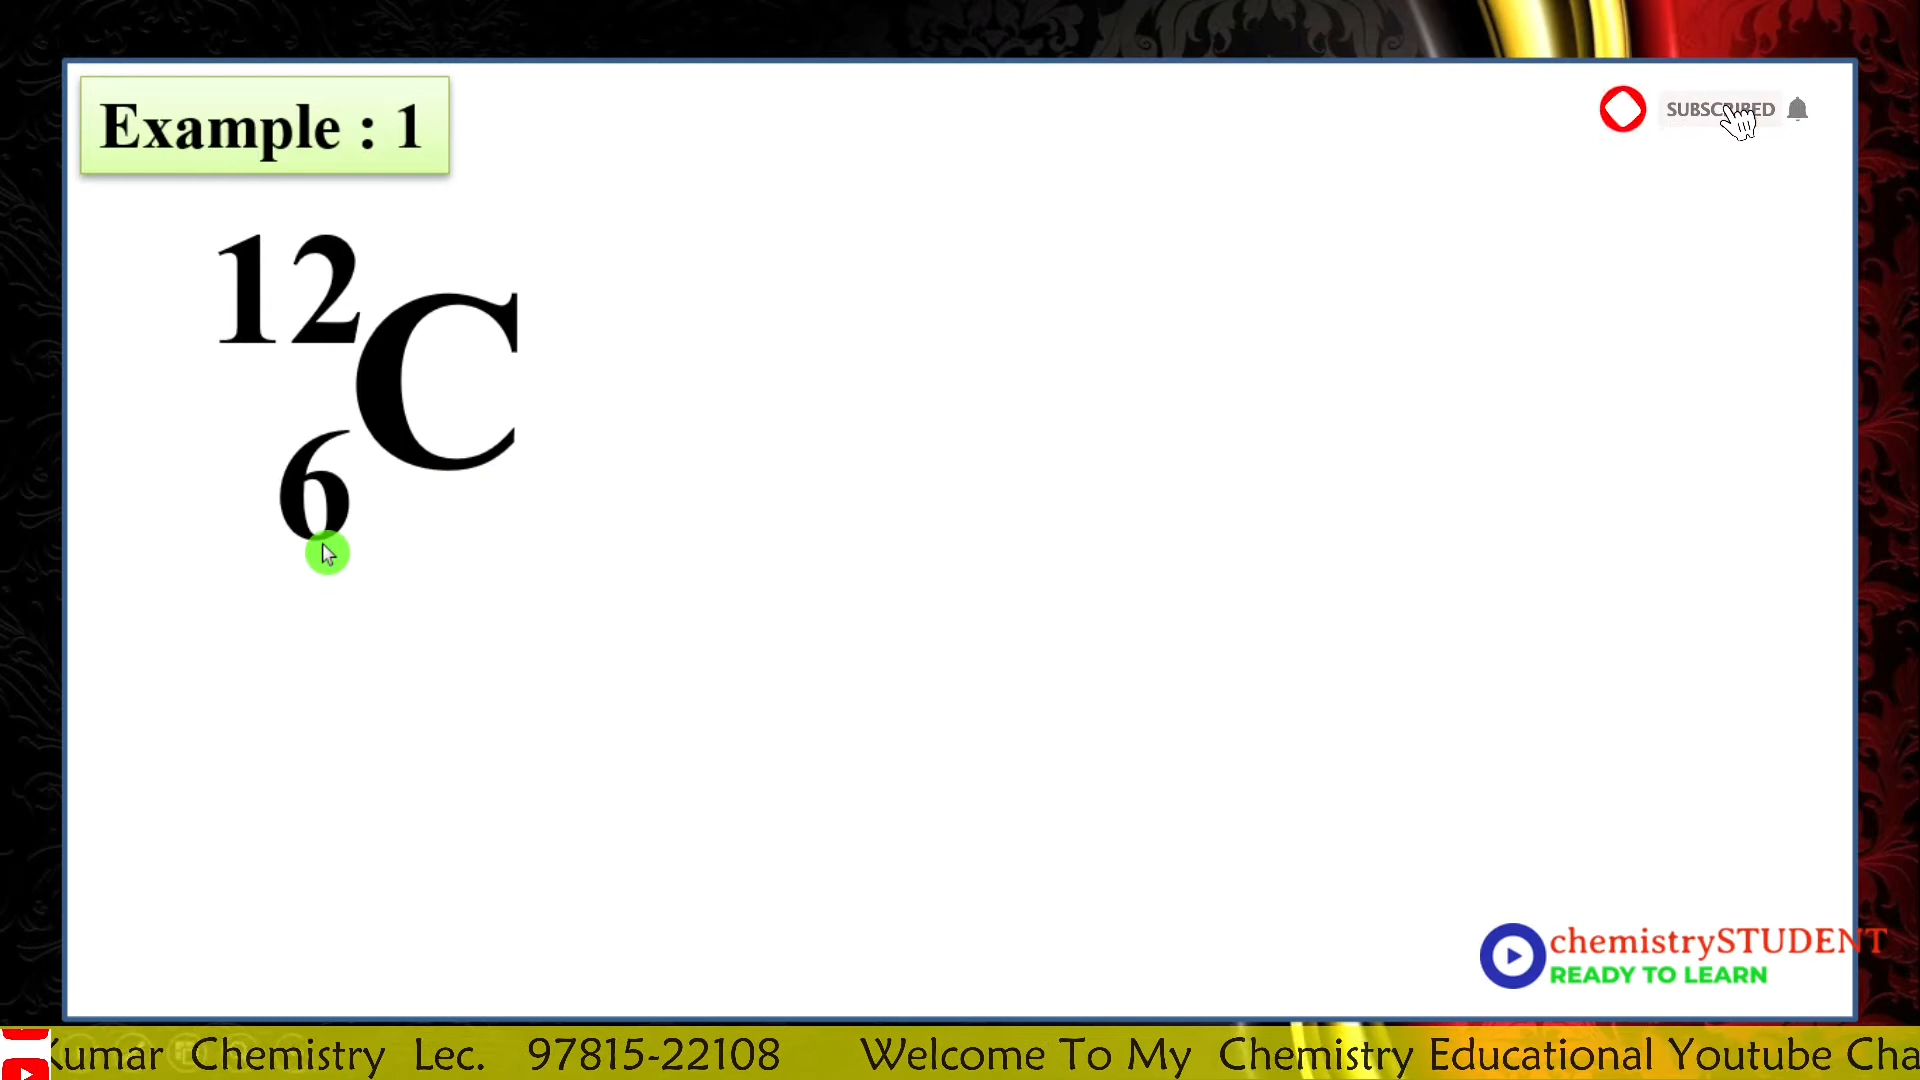 Example : 1
SUBSCRIBED
12
C
6
chemistrySTUDENT
READY TO LEARN
Kumar Chemistry Lec. 97815-22108 Welcome To My Chemistry Educational Youtube Cha